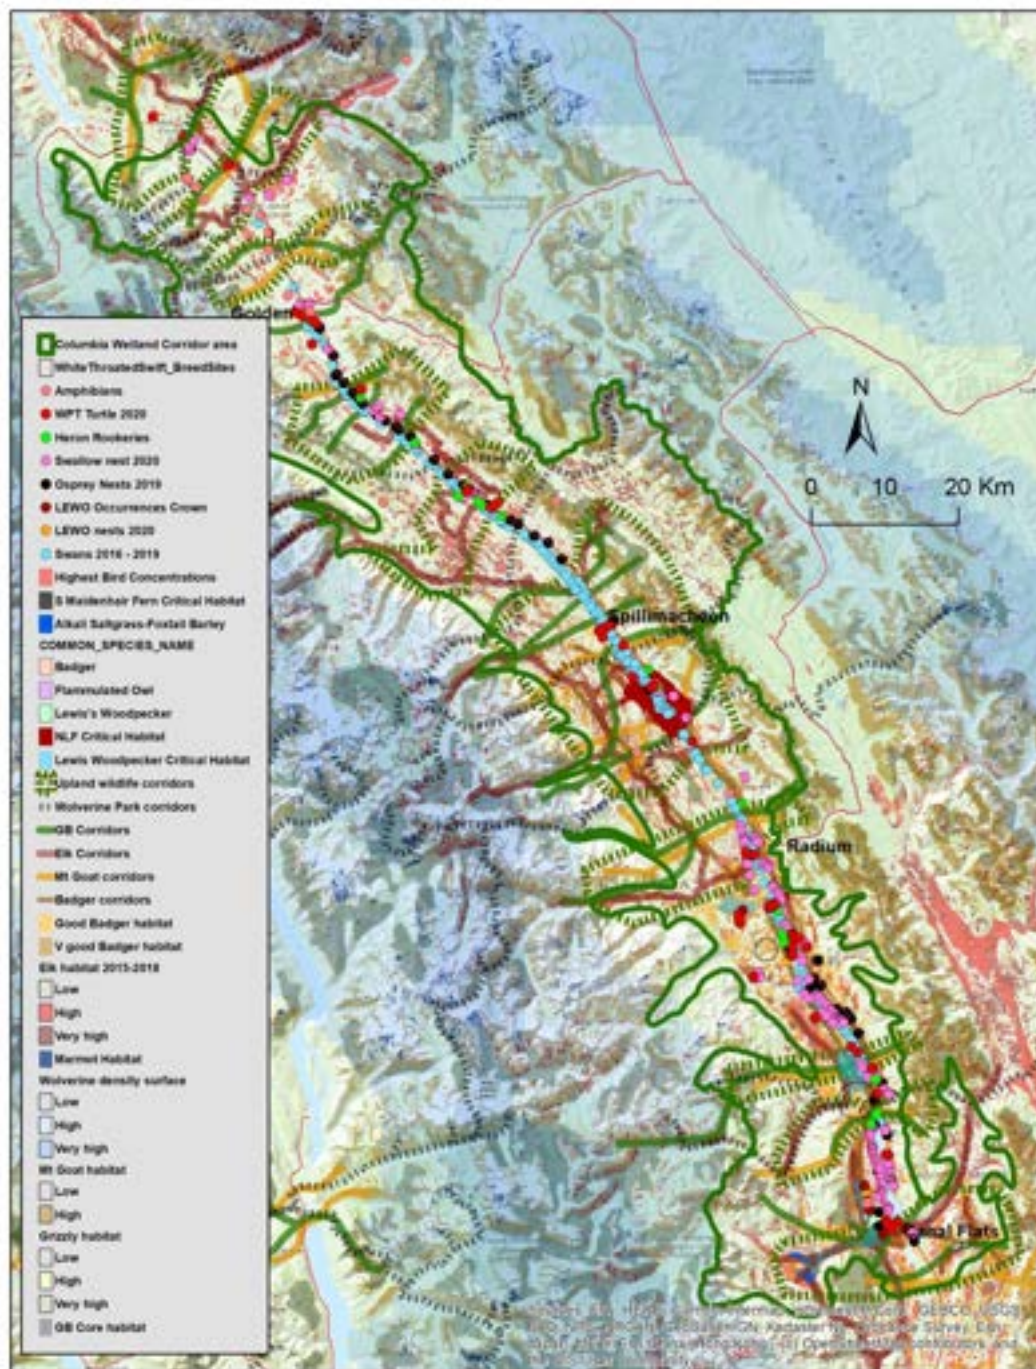 Golden
Columbia Wetland Corridor area
WhiteThroatedSwift_BreedSites
Amphibians
WPT Turtle 2020
Heron Rookeries
Swallow nest 2020
Osprey Nests 2019
LEWO Occurrences Crown
LEWO nests 2020
Swans 2016 - 2019
Highest Bird Concentrations
S Maidenhair Fern Critical Habitat
Alkali Saltgrass-Foxtail Barley
COMMON_SPECIES_NAME
Badger
Flammulated Owl
Lewis's Woodpecker
NLF Critical Habitat
Lewis Woodpecker Critical Habitat
Upland wildlife corridors
Wolverine Park corridors
GB Corridors
Elk Corridors
Mt Goat corridors
Badger corridors
Good Badger habitat
V good Badger habitat
Elk habitat 2015-2018
Low
High
Very high
Marmot Habitat
Wolverine density surface
Low
High
Very high
Mt Goat habitat
Low
High
Grizzly habitat
Low
High
Very high
GB Core habitat
N
0 10 20 Km
Spillimacheen
Radium
Canal Flats